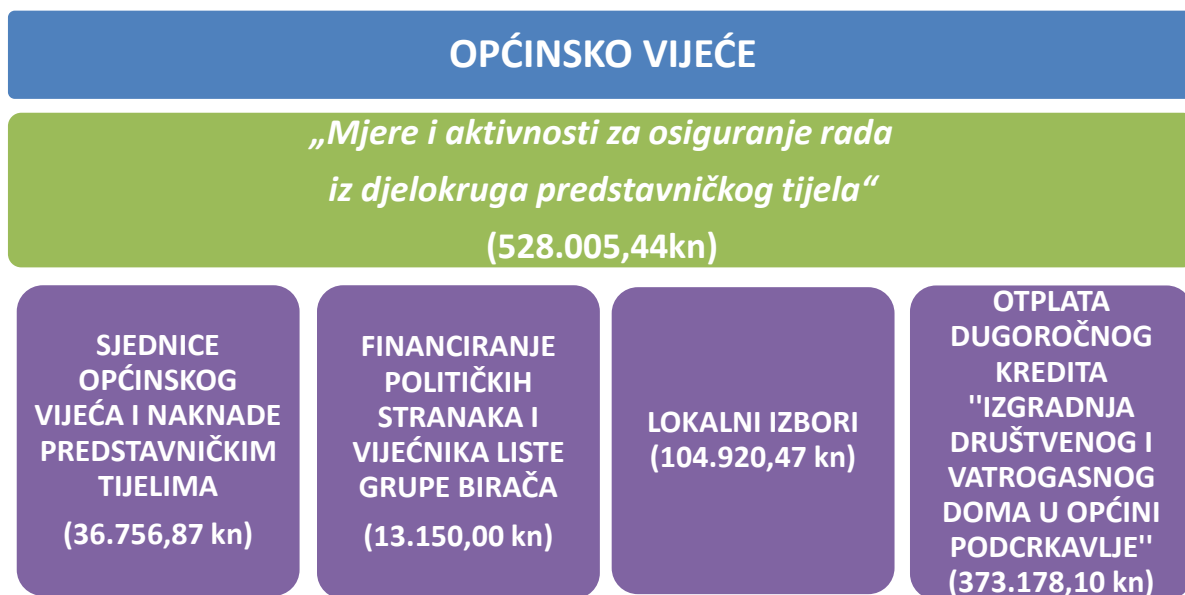 OPĆINSKO VIJEĆE
„Mjere i aktivnosti za osiguranje rada
iz djelokruga predstavničkog tijela“
(528.005,44kn)
SJEDNICE
OPĆINSKOG
VIJEĆA I NAKNADE
PREDSTAVNIČKIM
TIJELIMA
(36.756,87 kn)
FINANCIRANJE
POLITIČKIH
STRANAKA I
VIJEĆNIKA LISTE
GRUPE BIRAČA
(13.150,00 kn)
LOKALNI IZBORI
(104.920,47 kn)
OTPLATA
DUGOROČNOG
KREDITA
''IZGRADNJA
DRUŠTVENOG I
VATROGASNOG
DOMA U OPĆINI
PODCRKAVLJE''
(373.178,10 kn)